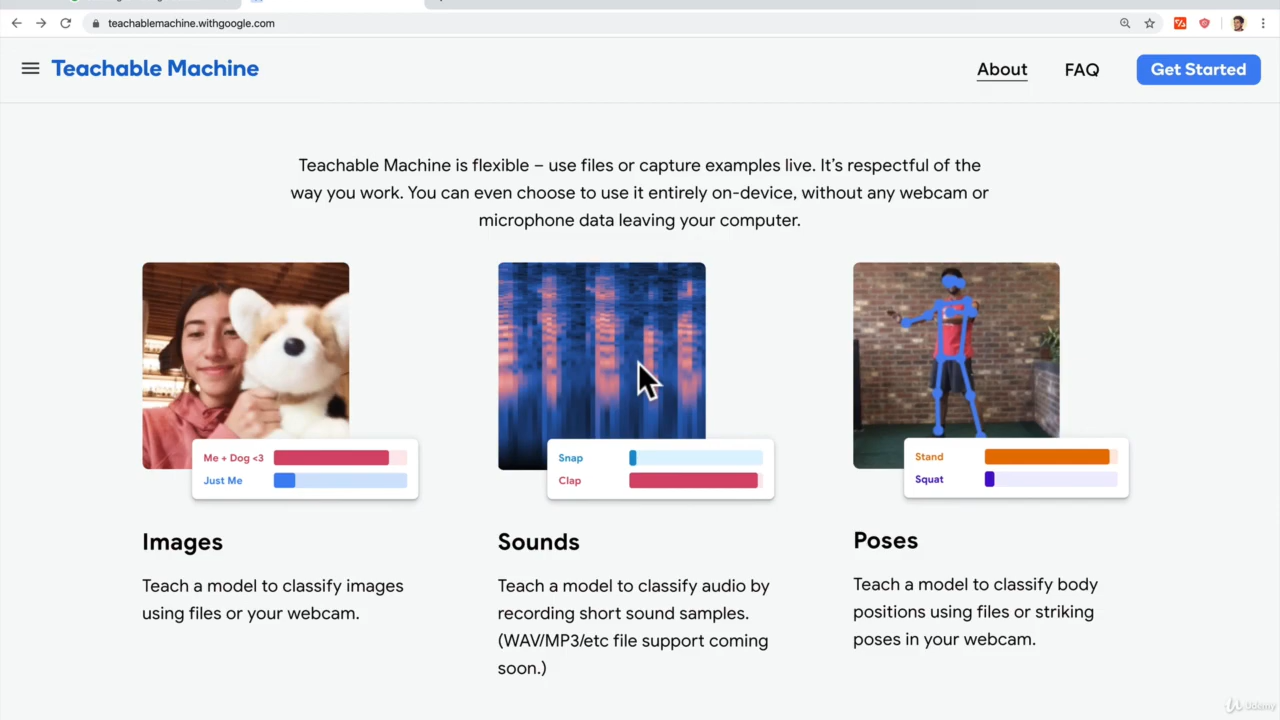 teachablemachine.withgoogle.com
Teachable Machine
About
FAQ
Get Started
Teachable Machine is flexible – use files or capture examples live. It’s respectful of the
way you work. You can even choose to use it entirely on-device, without any webcam or
microphone data leaving your computer.
Me + Dog <3
Just Me
Snap
Clap
Stand
Squat
Images
Teach a model to classify images
using files or your webcam.
Sounds
Teach a model to classify audio by
recording short sound samples.
(WAV/MP3/etc file support coming
soon.)
Poses
Teach a model to classify body
positions using files or striking
poses in your webcam.
Udemy